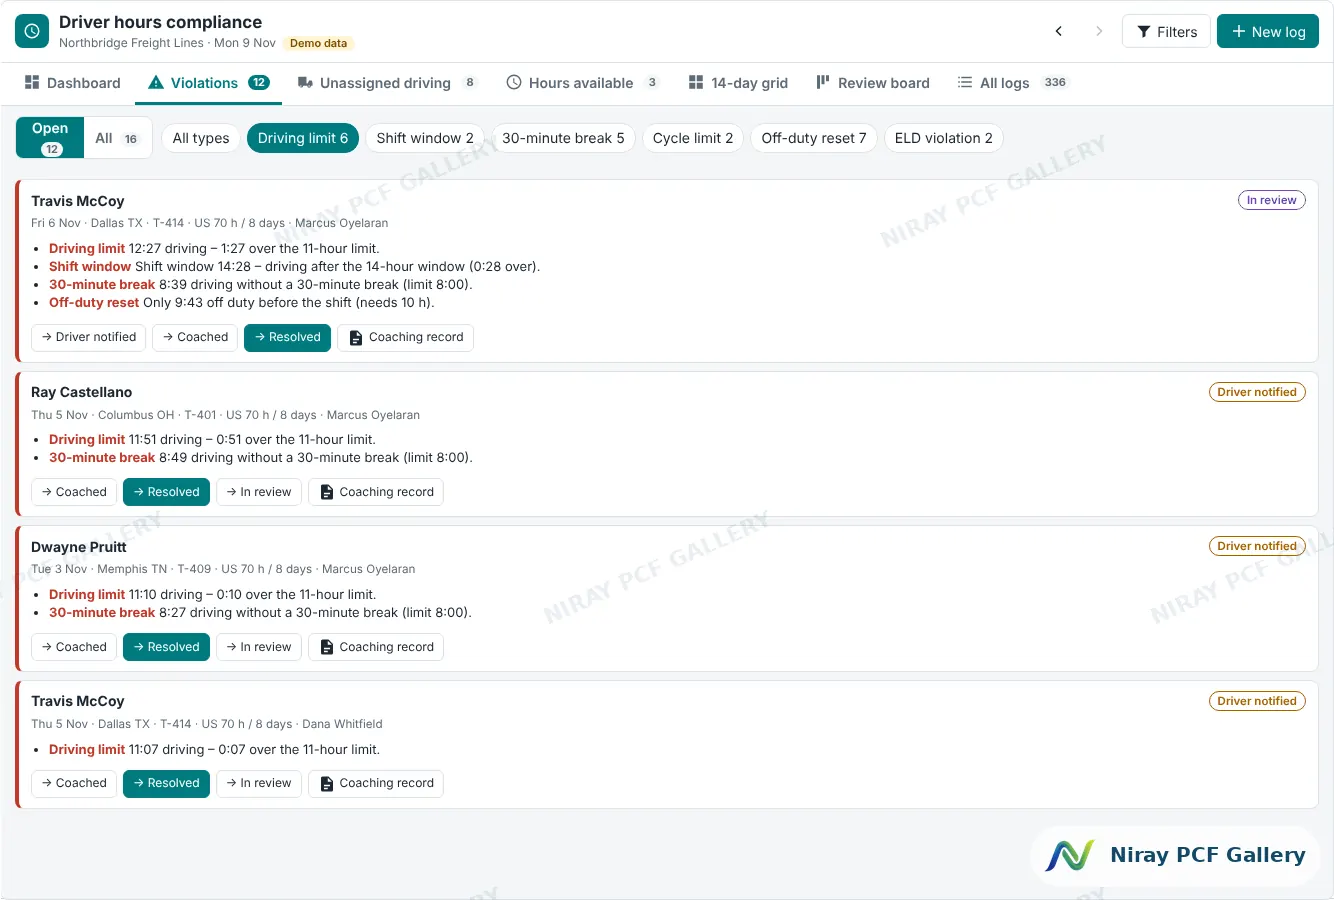 Driver hours compliance
Northbridge Freight Lines · Mon 9 Nov Demo data
Filters
+ New log
Dashboard
Violations 12
Unassigned driving 8
Hours available 3
14-day grid
Review board
All logs 336
Open 12
All 16
All types
Driving limit 6
Shift window 2
30-minute break 5
Cycle limit 2
Off-duty reset 7
ELD violation 2
Travis McCoy
In review
Fri 6 Nov · Dallas TX · T-414 · US 70 h / 8 days · Marcus Oyelaran
• Driving limit 12:27 driving – 1:27 over the 11-hour limit.
• Shift window Shift window 14:28 – driving after the 14-hour window (0:28 over).
• 30-minute break 8:39 driving without a 30-minute break (limit 8:00).
• Off-duty reset Only 9:43 off duty before the shift (needs 10 h).
→ Driver notified → Coached → Resolved Coaching record
Ray Castellano
Driver notified
Thu 5 Nov · Columbus OH · T-401 · US 70 h / 8 days · Marcus Oyelaran
• Driving limit 11:51 driving – 0:51 over the 11-hour limit.
• 30-minute break 8:49 driving without a 30-minute break (limit 8:00).
→ Coached → Resolved → In review Coaching record
Dwayne Pruitt
Driver notified
Tue 3 Nov · Memphis TN · T-409 · US 70 h / 8 days · Marcus Oyelaran
• Driving limit 11:10 driving – 0:10 over the 11-hour limit.
• 30-minute break 8:27 driving without a 30-minute break (limit 8:00).
→ Coached → Resolved → In review Coaching record
Travis McCoy
Driver notified
Thu 5 Nov · Dallas TX · T-414 · US 70 h / 8 days · Dana Whitfield
• Driving limit 11:07 driving – 0:07 over the 11-hour limit.
→ Coached → Resolved → In review Coaching record
Niray PCF Gallery
NIRAY PCF GALLERY
NIRAY PCF GALLERY
NIRAY PCF GALLERY